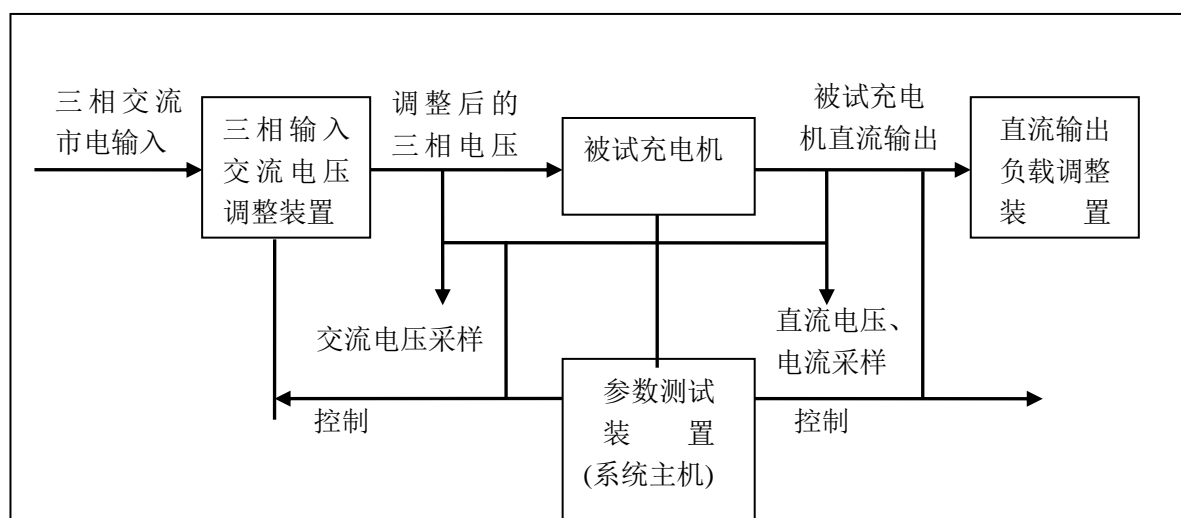 三相交流
市电输入
三相输入
交流电压
调整装置
调整后的
三相电压
被试充电机
被试充电
机直流输出
直流输出
负载调整
装置
交流电压采样
直流电压、
电流采样
控制
参数测试
装置
(系统主机)
控制